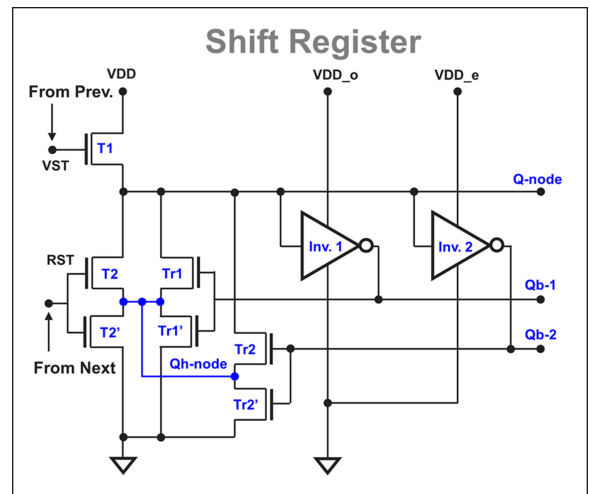 Shift Register
VDD
VDD_o
VDD_e
From Prev.
T1
VST
Q-node
Inv. 1
Inv. 2
RST
T2
Tr1
Qb-1
T2'
Tr1'
Qb-2
Tr2
From Next
Qh-node
Tr2'